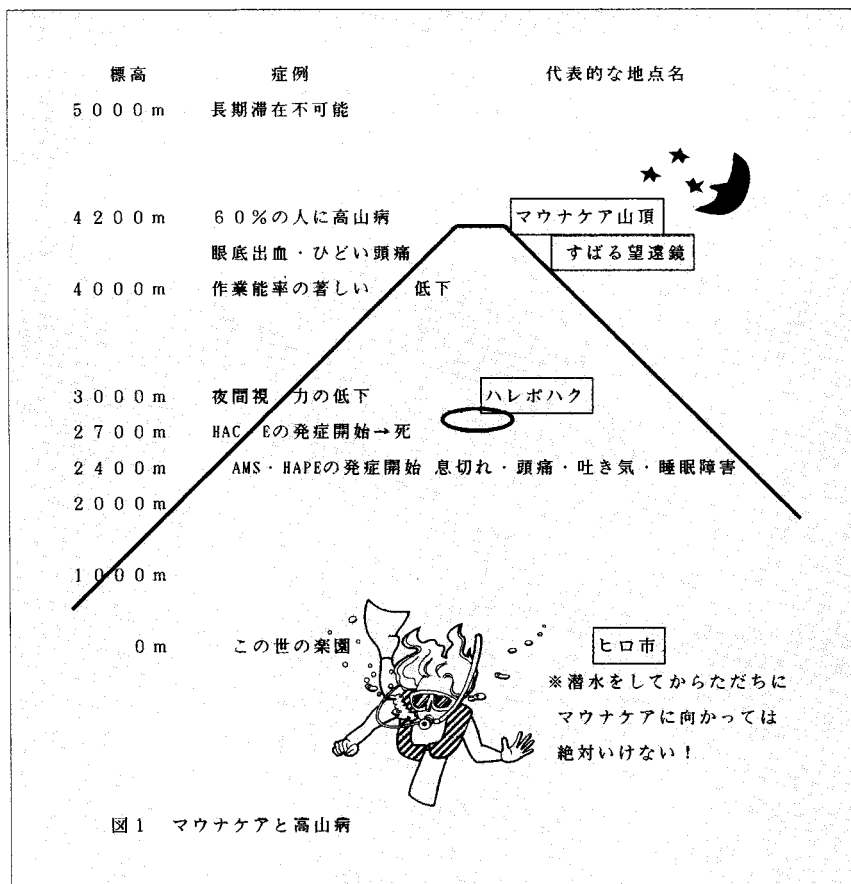 標高 症例 代表的な地点名
5000m 長期滞在不可能
4200m 60%の人に高山病 マウナケア山頂
眼底出血・ひどい頭痛 すばる望遠鏡
4000m 作業能率の著しい 低下
3000m 夜間視 力の低下 ハレポハク
2700m HAC Eの発症開始→死
2400m AMS・HAPEの発症開始 息切れ・頭痛・吐き気・睡眠障害
2000m
1000m
0m この世の楽園 ヒロ市
※潜水をしてからただちに
マウナケアに向かっては
絶対いけない!
図1 マウナケアと高山病